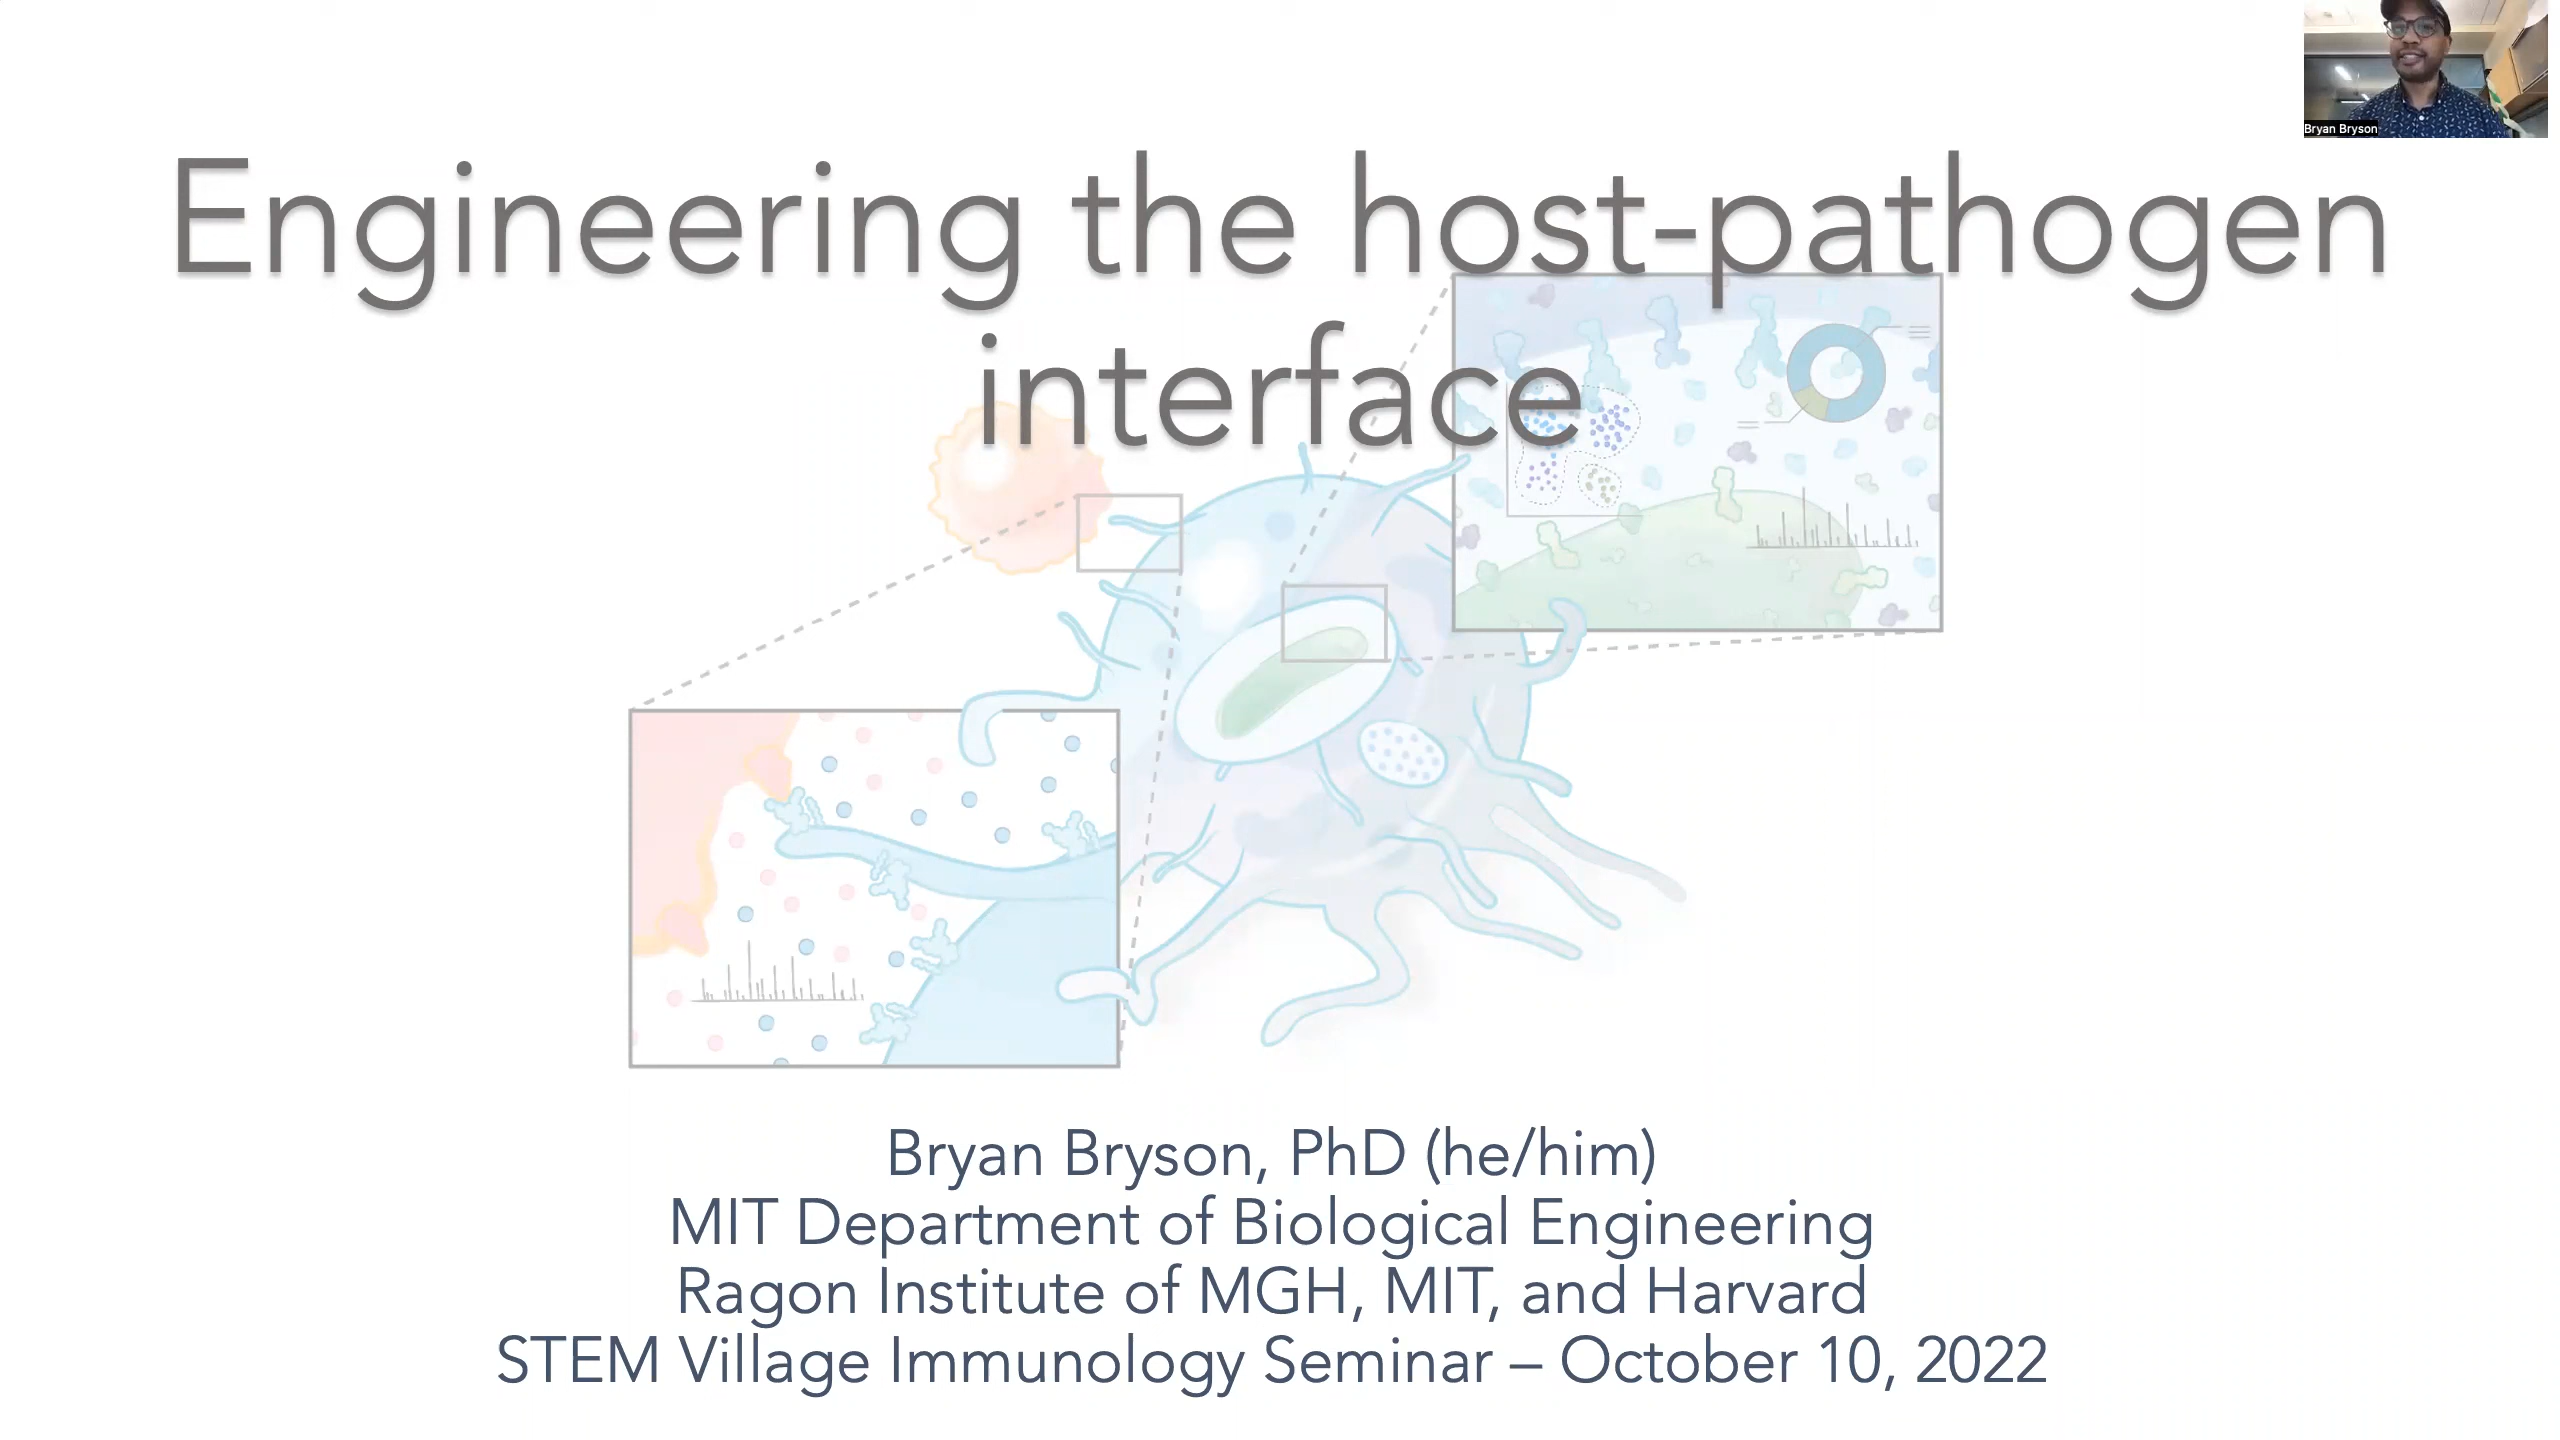 Bryan Bryson
Engineering the host-pathogen
interface
Bryan Bryson, PhD (he/him)
MIT Department of Biological Engineering
Ragon Institute of MGH, MIT, and Harvard
STEM Village Immunology Seminar – October 10, 2022